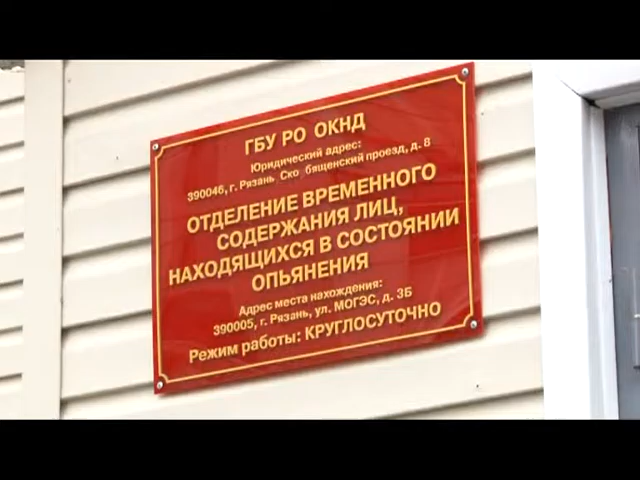 ГБУ РО ОКНД
Юридический адрес:
390046, г. Рязань, Ско бященский проезд, д. 8
ОТДЕЛЕНИЕ ВРЕМЕННОГО
СОДЕРЖАНИЯ ЛИЦ,
НАХОДЯЩИХСЯ В СОСТОЯНИИ
ОПЬЯНЕНИЯ
Адрес места нахождения:
390005, г. Рязань, ул. МОГЭС, д. 3Б
Режим работы: КРУГЛОСУТОЧНО